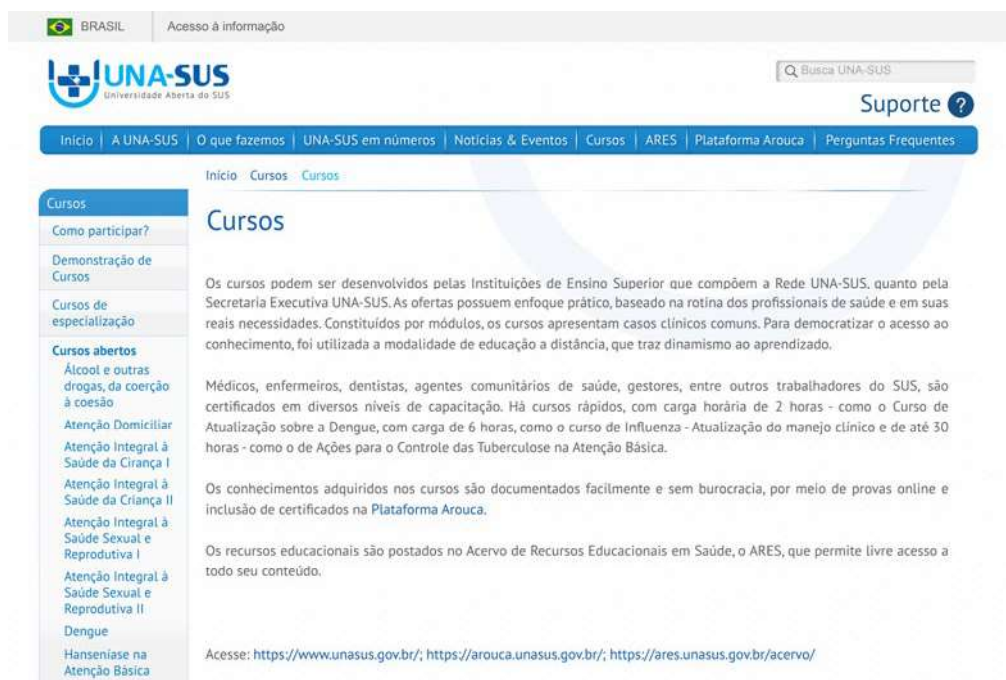 BRASIL Acesso à informação
UNA-SUS
Universidade Aberta do SUS
Busca UNA-SUS
Suporte ?
Início A UNA-SUS O que fazemos UNA-SUS em números Notícias & Eventos Cursos ARES Plataforma Arouca Perguntas Frequentes
Início Cursos Cursos
Cursos
Como participar?
Demonstração de
Cursos
Cursos de
especialização
Cursos abertos
Álcool e outras
drogas, da coerção
à coesão
Atenção Domiciliar
Atenção Integral à
Saúde da Cirança I
Atenção Integral à
Saúde da Criança II
Atenção Integral à
Saúde Sexual e
Reprodutiva I
Atenção Integral à
Saúde Sexual e
Reprodutiva II
Dengue
Hanseníase na
Atenção Básica
Cursos
Os cursos podem ser desenvolvidos pelas Instituições de Ensino Superior que compõem a Rede UNA-SUS, quanto pela
Secretaria Executiva UNA-SUS. As ofertas possuem enfoque prático, baseado na rotina dos profissionais de saúde e em suas
reais necessidades. Constituídos por módulos, os cursos apresentam casos clínicos comuns. Para democratizar o acesso ao
conhecimento, foi utilizada a modalidade de educação a distância, que traz dinamismo ao aprendizado.
Médicos, enfermeiros, dentistas, agentes comunitários de saúde, gestores, entre outros trabalhadores do SUS, são
certificados em diversos níveis de capacitação. Há cursos rápidos, com carga horária de 2 horas - como o Curso de
Atualização sobre a Dengue, com carga de 6 horas, como o curso de Influenza - Atualização do manejo clínico e de até 30
horas - como o de Ações para o Controle das Tuberculose na Atenção Básica.
Os conhecimentos adquiridos nos cursos são documentados facilmente e sem burocracia, por meio de provas online e
inclusão de certificados na Plataforma Arouca.
Os recursos educacionais são postados no Acervo de Recursos Educacionais em Saúde, o ARES, que permite livre acesso a
todo seu conteúdo.
Acesse: https://www.unasus.gov.br/; https://arouca.unasus.gov.br/; https://ares.unasus.gov.br/acervo/